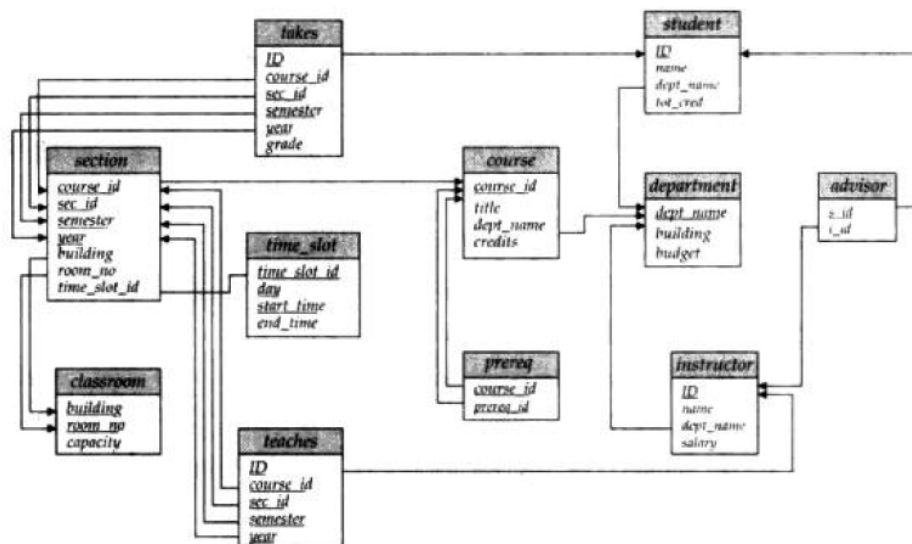 takes
ID
course_id
sec_id
semester
year
grade
student
ID
name
dept_name
tot_cred
section
course_id
sec_id
semester
year
building
room_no
time_slot_id
course
course_id
title
dept_name
credits
department
dept_name
building
budget
advisor
s_id
i_id
time_slot
time_slot_id
day
start_time
end_time
classroom
building
room_no
capacity
prereq
course_id
prereq_id
instructor
ID
name
dept_name
salary
teaches
ID
course_id
sec_id
semester
year